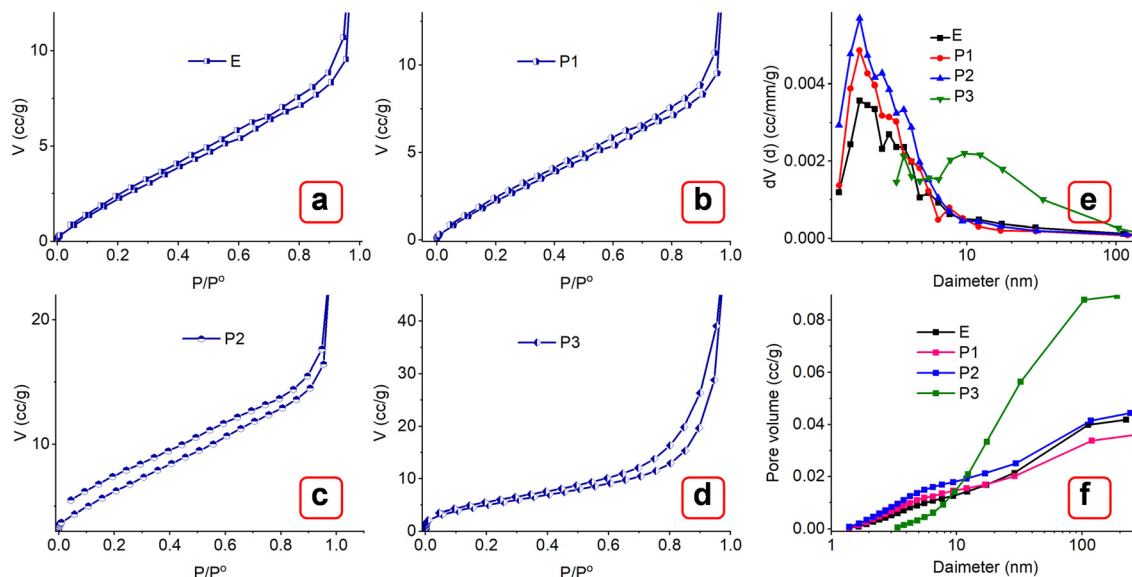 10
5
0
V (cc/g)
E
a
0.0 0.2 0.4 0.6 0.8 1.0
P/Pº
10
5
0
V (cc/g)
P1
b
0.0 0.2 0.4 0.6 0.8 1.0
P/Pº
0.004
0.002
0.000
dV (d) (cc/mm/g)
E
P1
P2
P3
e
10 100
Daimeter (nm)
20
10
V (cc/g)
P2
c
0.0 0.2 0.4 0.6 0.8 1.0
P/Pº
40
30
20
10
0
V (cc/g)
P3
d
0.0 0.2 0.4 0.6 0.8 1.0
P/Pº
0.08
0.06
0.04
0.02
0.00
Pore volume (cc/g)
E
P1
P2
P3
f
1 10 100
Daimeter (nm)